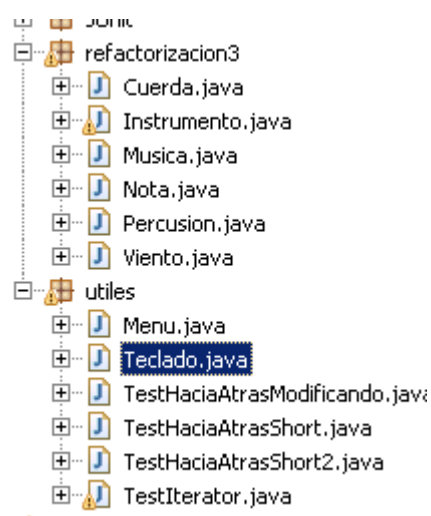 refactorizacion3
Cuerda.java
Instrumento.java
Musica.java
Nota.java
Percusion.java
Viento.java
utiles
Menu.java
Teclado.java
TestHaciaAtrasModificando.java
TestHaciaAtrasShort.java
TestHaciaAtrasShort2.java
TestIterator.java